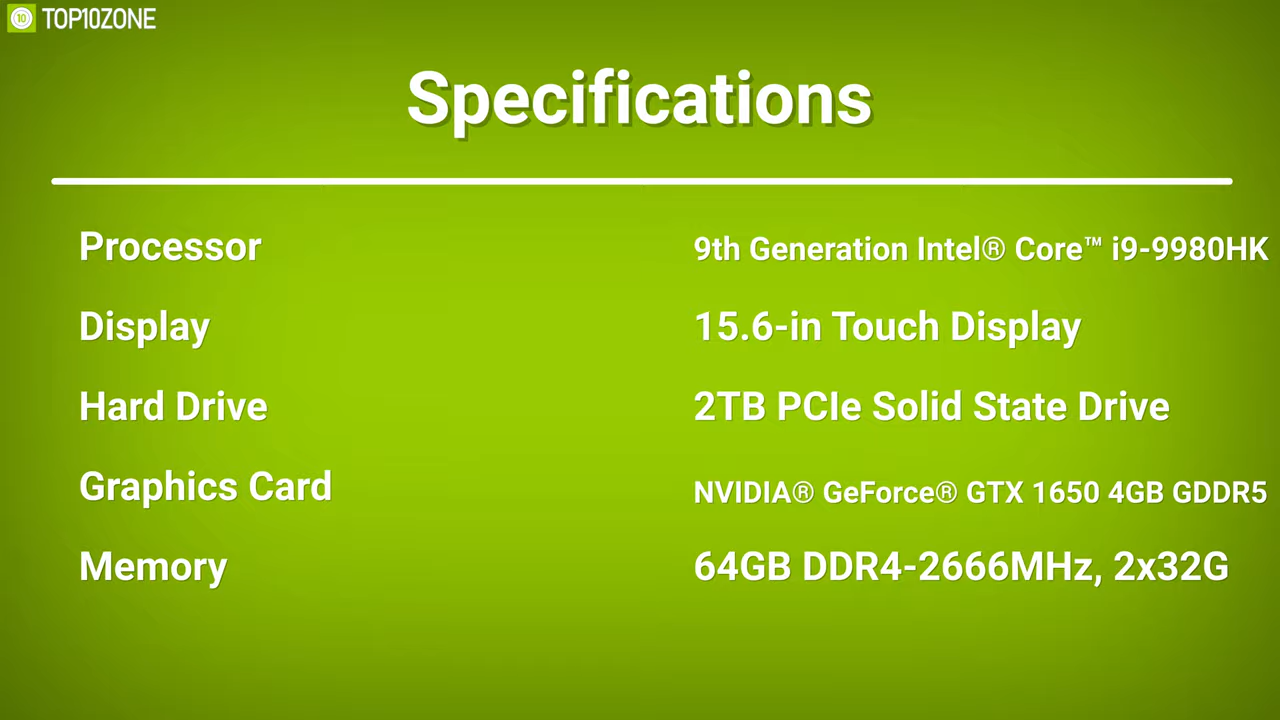 10 TOP10ZONE
Specifications
Processor 9th Generation Intel® Core™ i9-9980HK
Display 15.6-in Touch Display
Hard Drive 2TB PCIe Solid State Drive
Graphics Card NVIDIA® GeForce® GTX 1650 4GB GDDR5
Memory 64GB DDR4-2666MHz, 2x32G